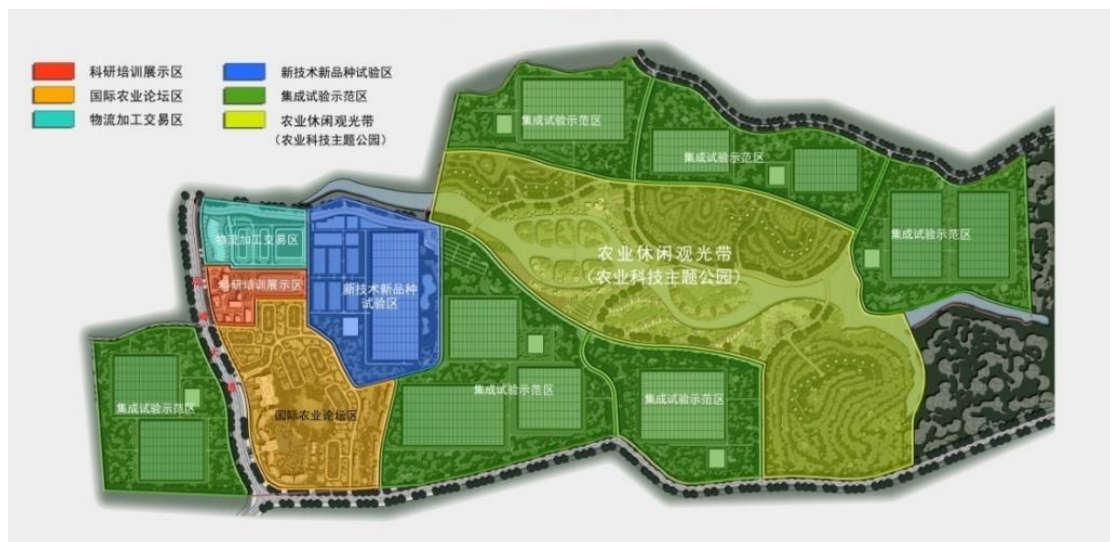 科研培训展示区
新技术新品种试验区
国际农业论坛区
集成试验示范区
物流加工交易区
农业休闲观光带
（农业科技主题公园）
集成试验示范区
集成试验示范区
集成试验示范区
物流加工交易区
农业休闲观光带
（农业科技主题公园）
科研培训展示区
新技术新品种
试验区
集成试验示范区
集成试验示范区
集成试验示范区
国际农业论坛区